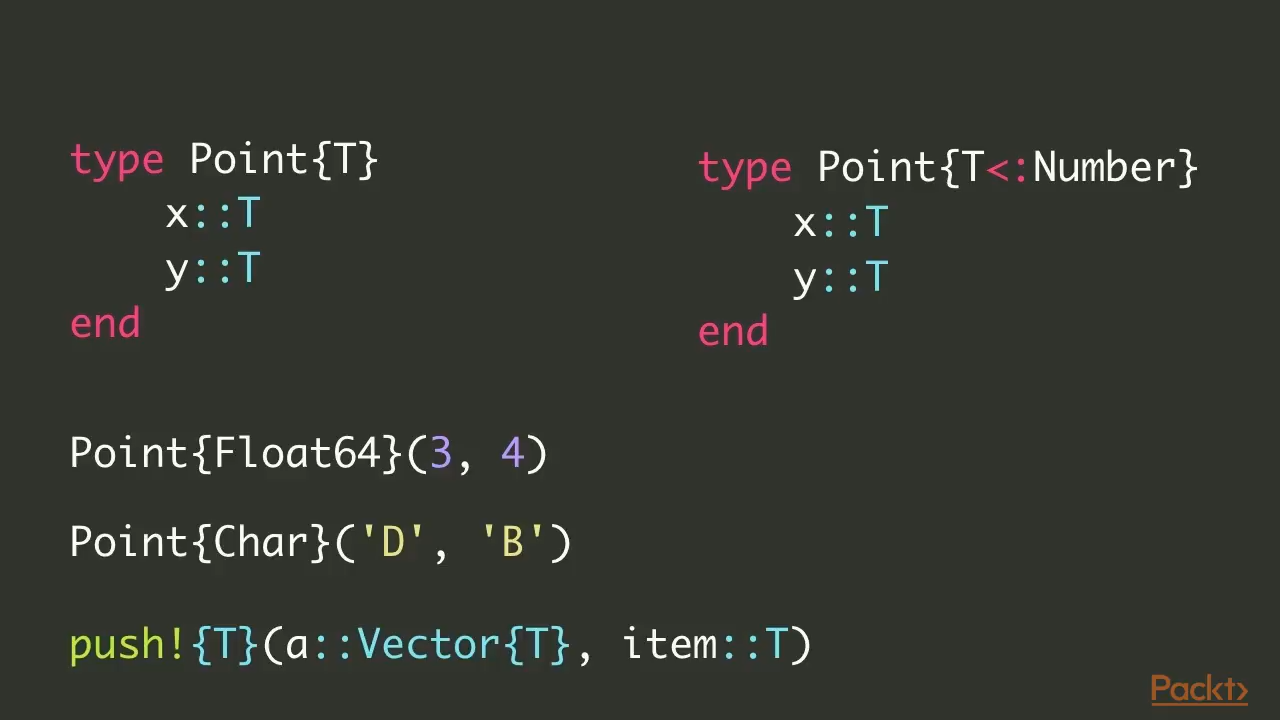 type Point{T}
    x::T
    y::T
end
type Point{T<:Number}
    x::T
    y::T
end
Point{Float64}(3, 4)
Point{Char}('D', 'B')
push!{T}(a::Vector{T}, item::T)
Packt>